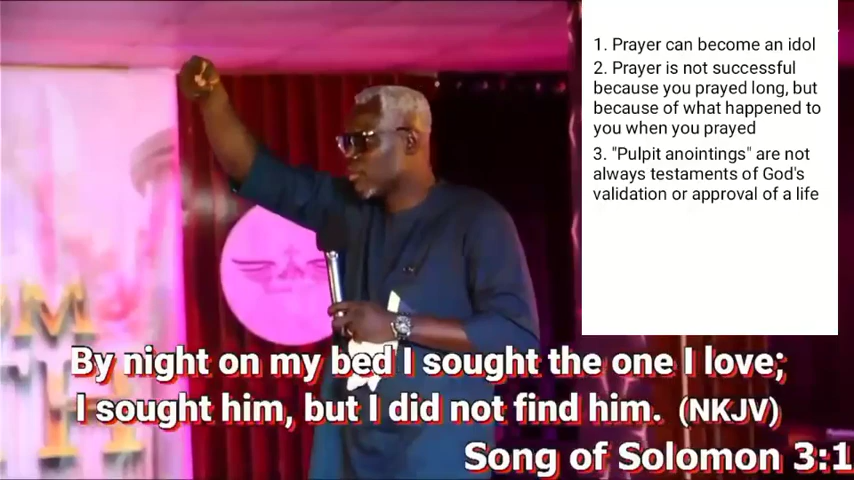 1. Prayer can become an idol
2. Prayer is not successful
because you prayed long, but
because of what happened to
you when you prayed
3. "Pulpit anointings" are not
always testaments of God's
validation or approval of a life
By night on my bed I sought the one I love;
I sought him, but I did not find him. (NKJV)
Song of Solomon 3:1